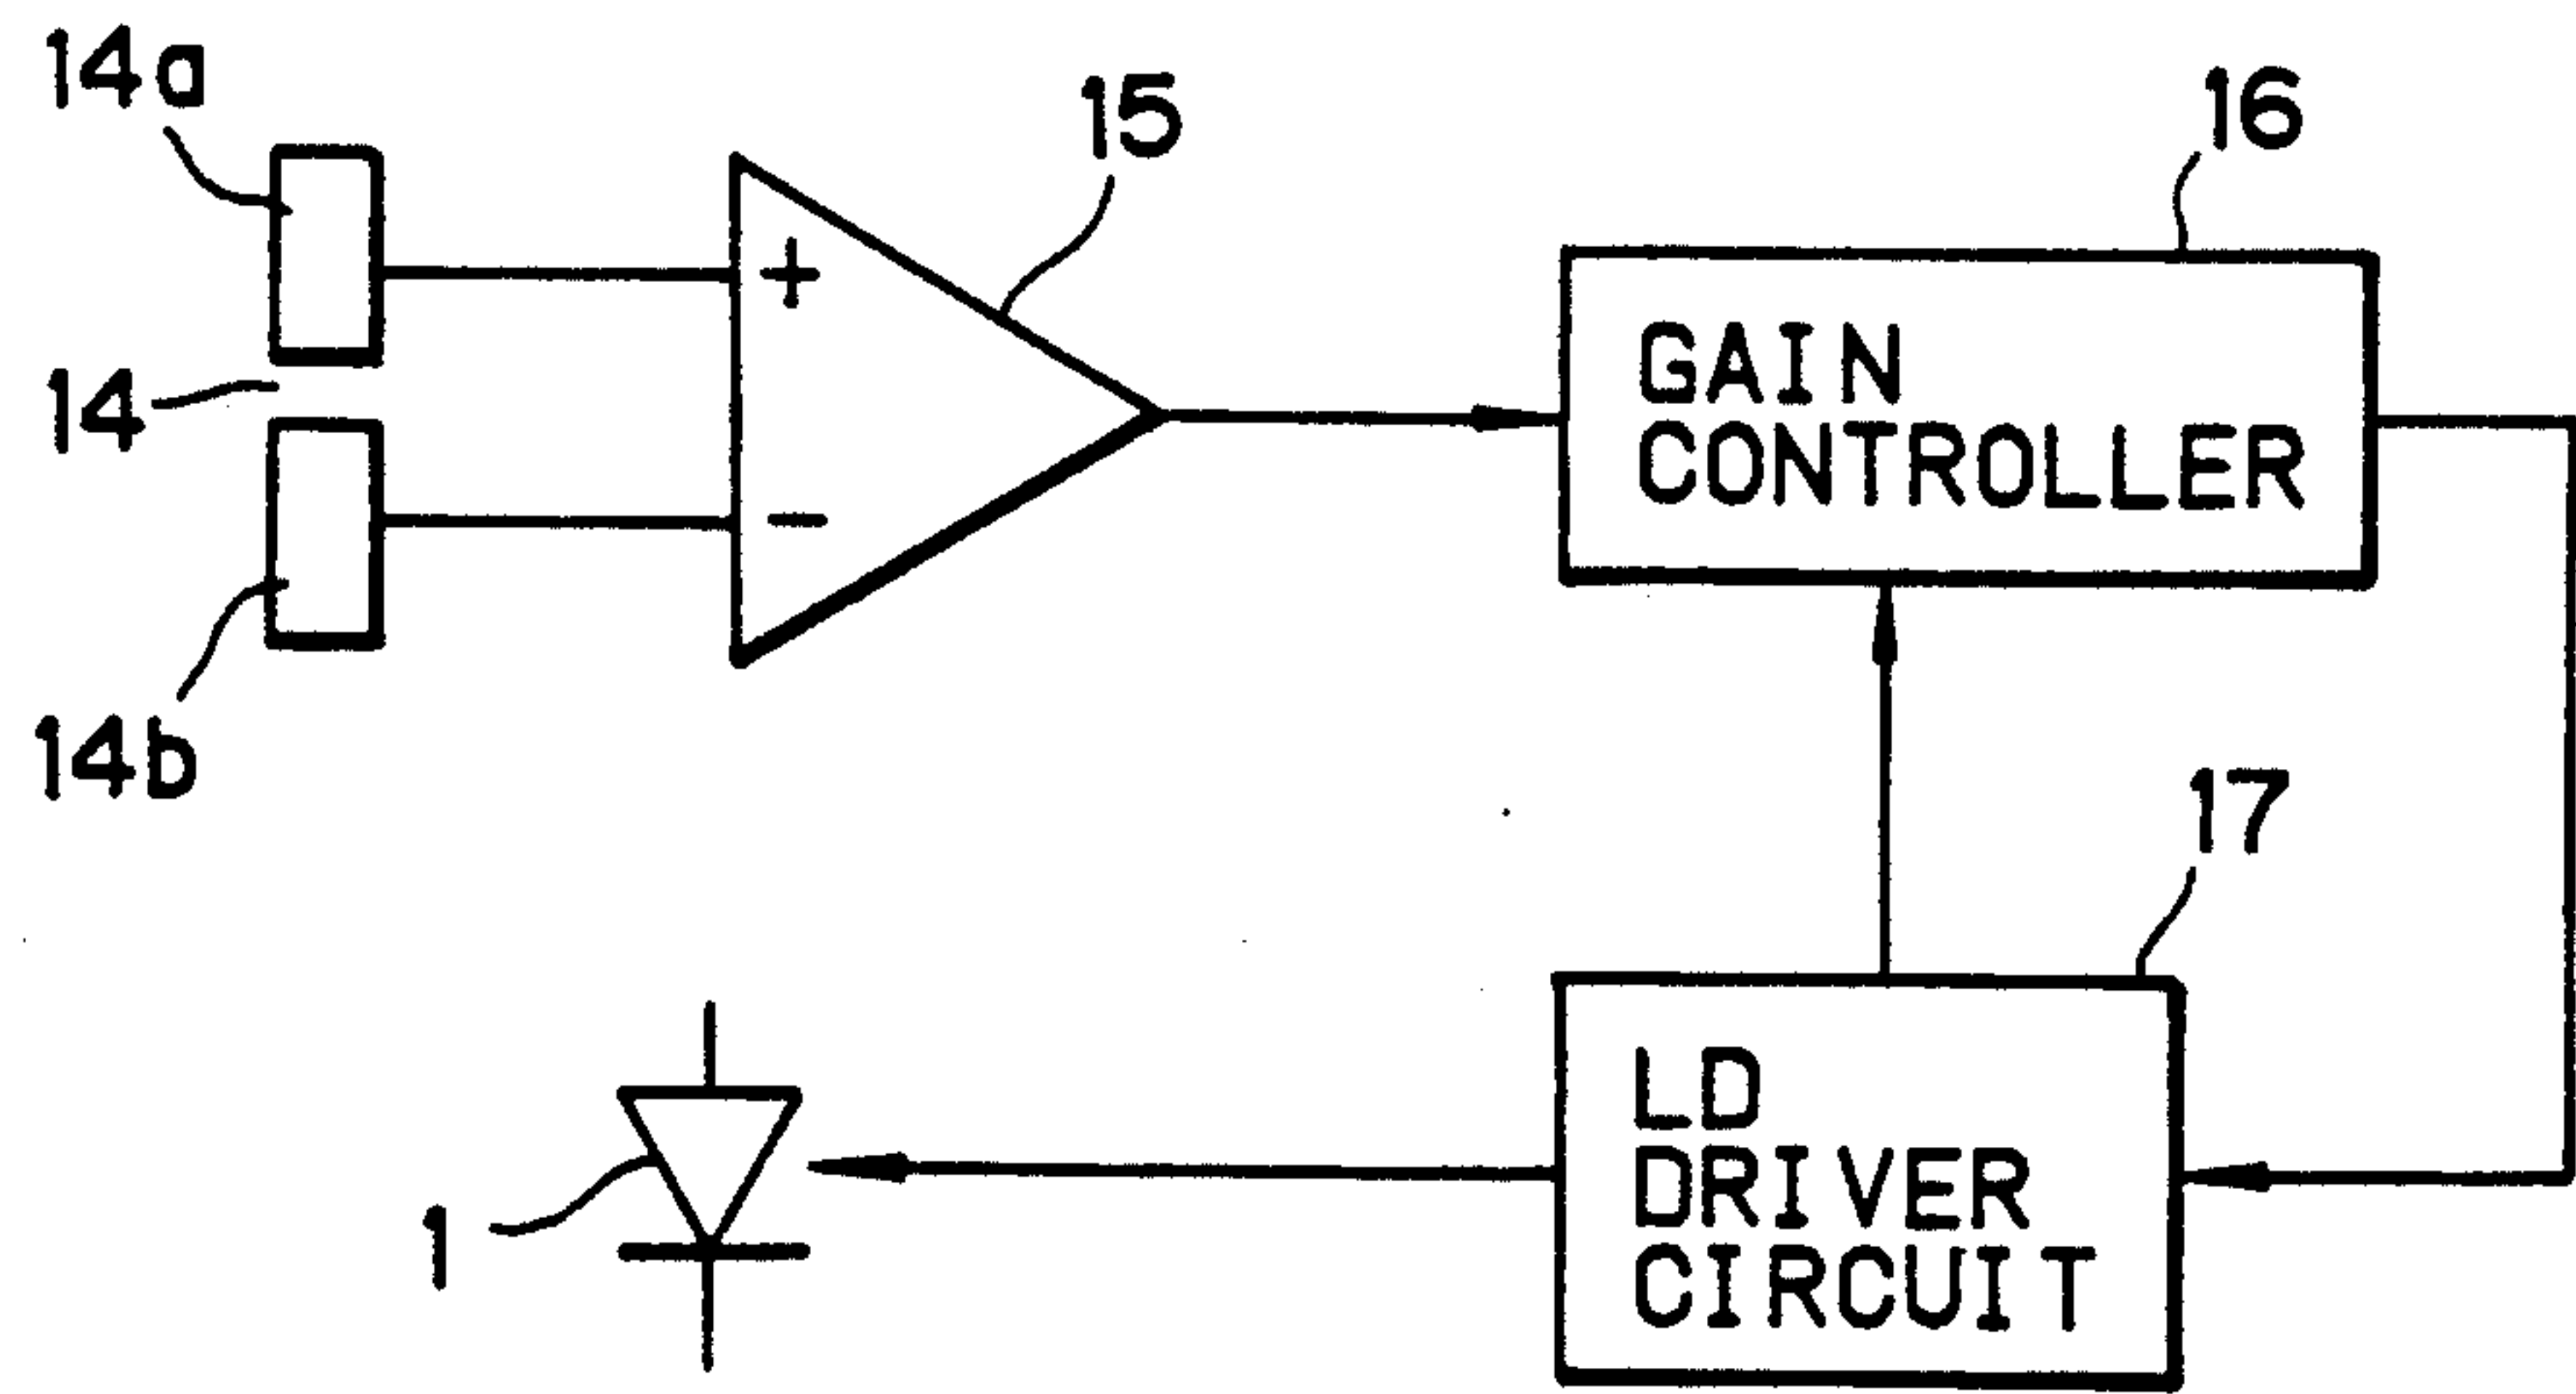 14a
15
16
+
GAIN
CONTROLLER
14
−
14b
17
LD
DRIVER
CIRCUIT
1